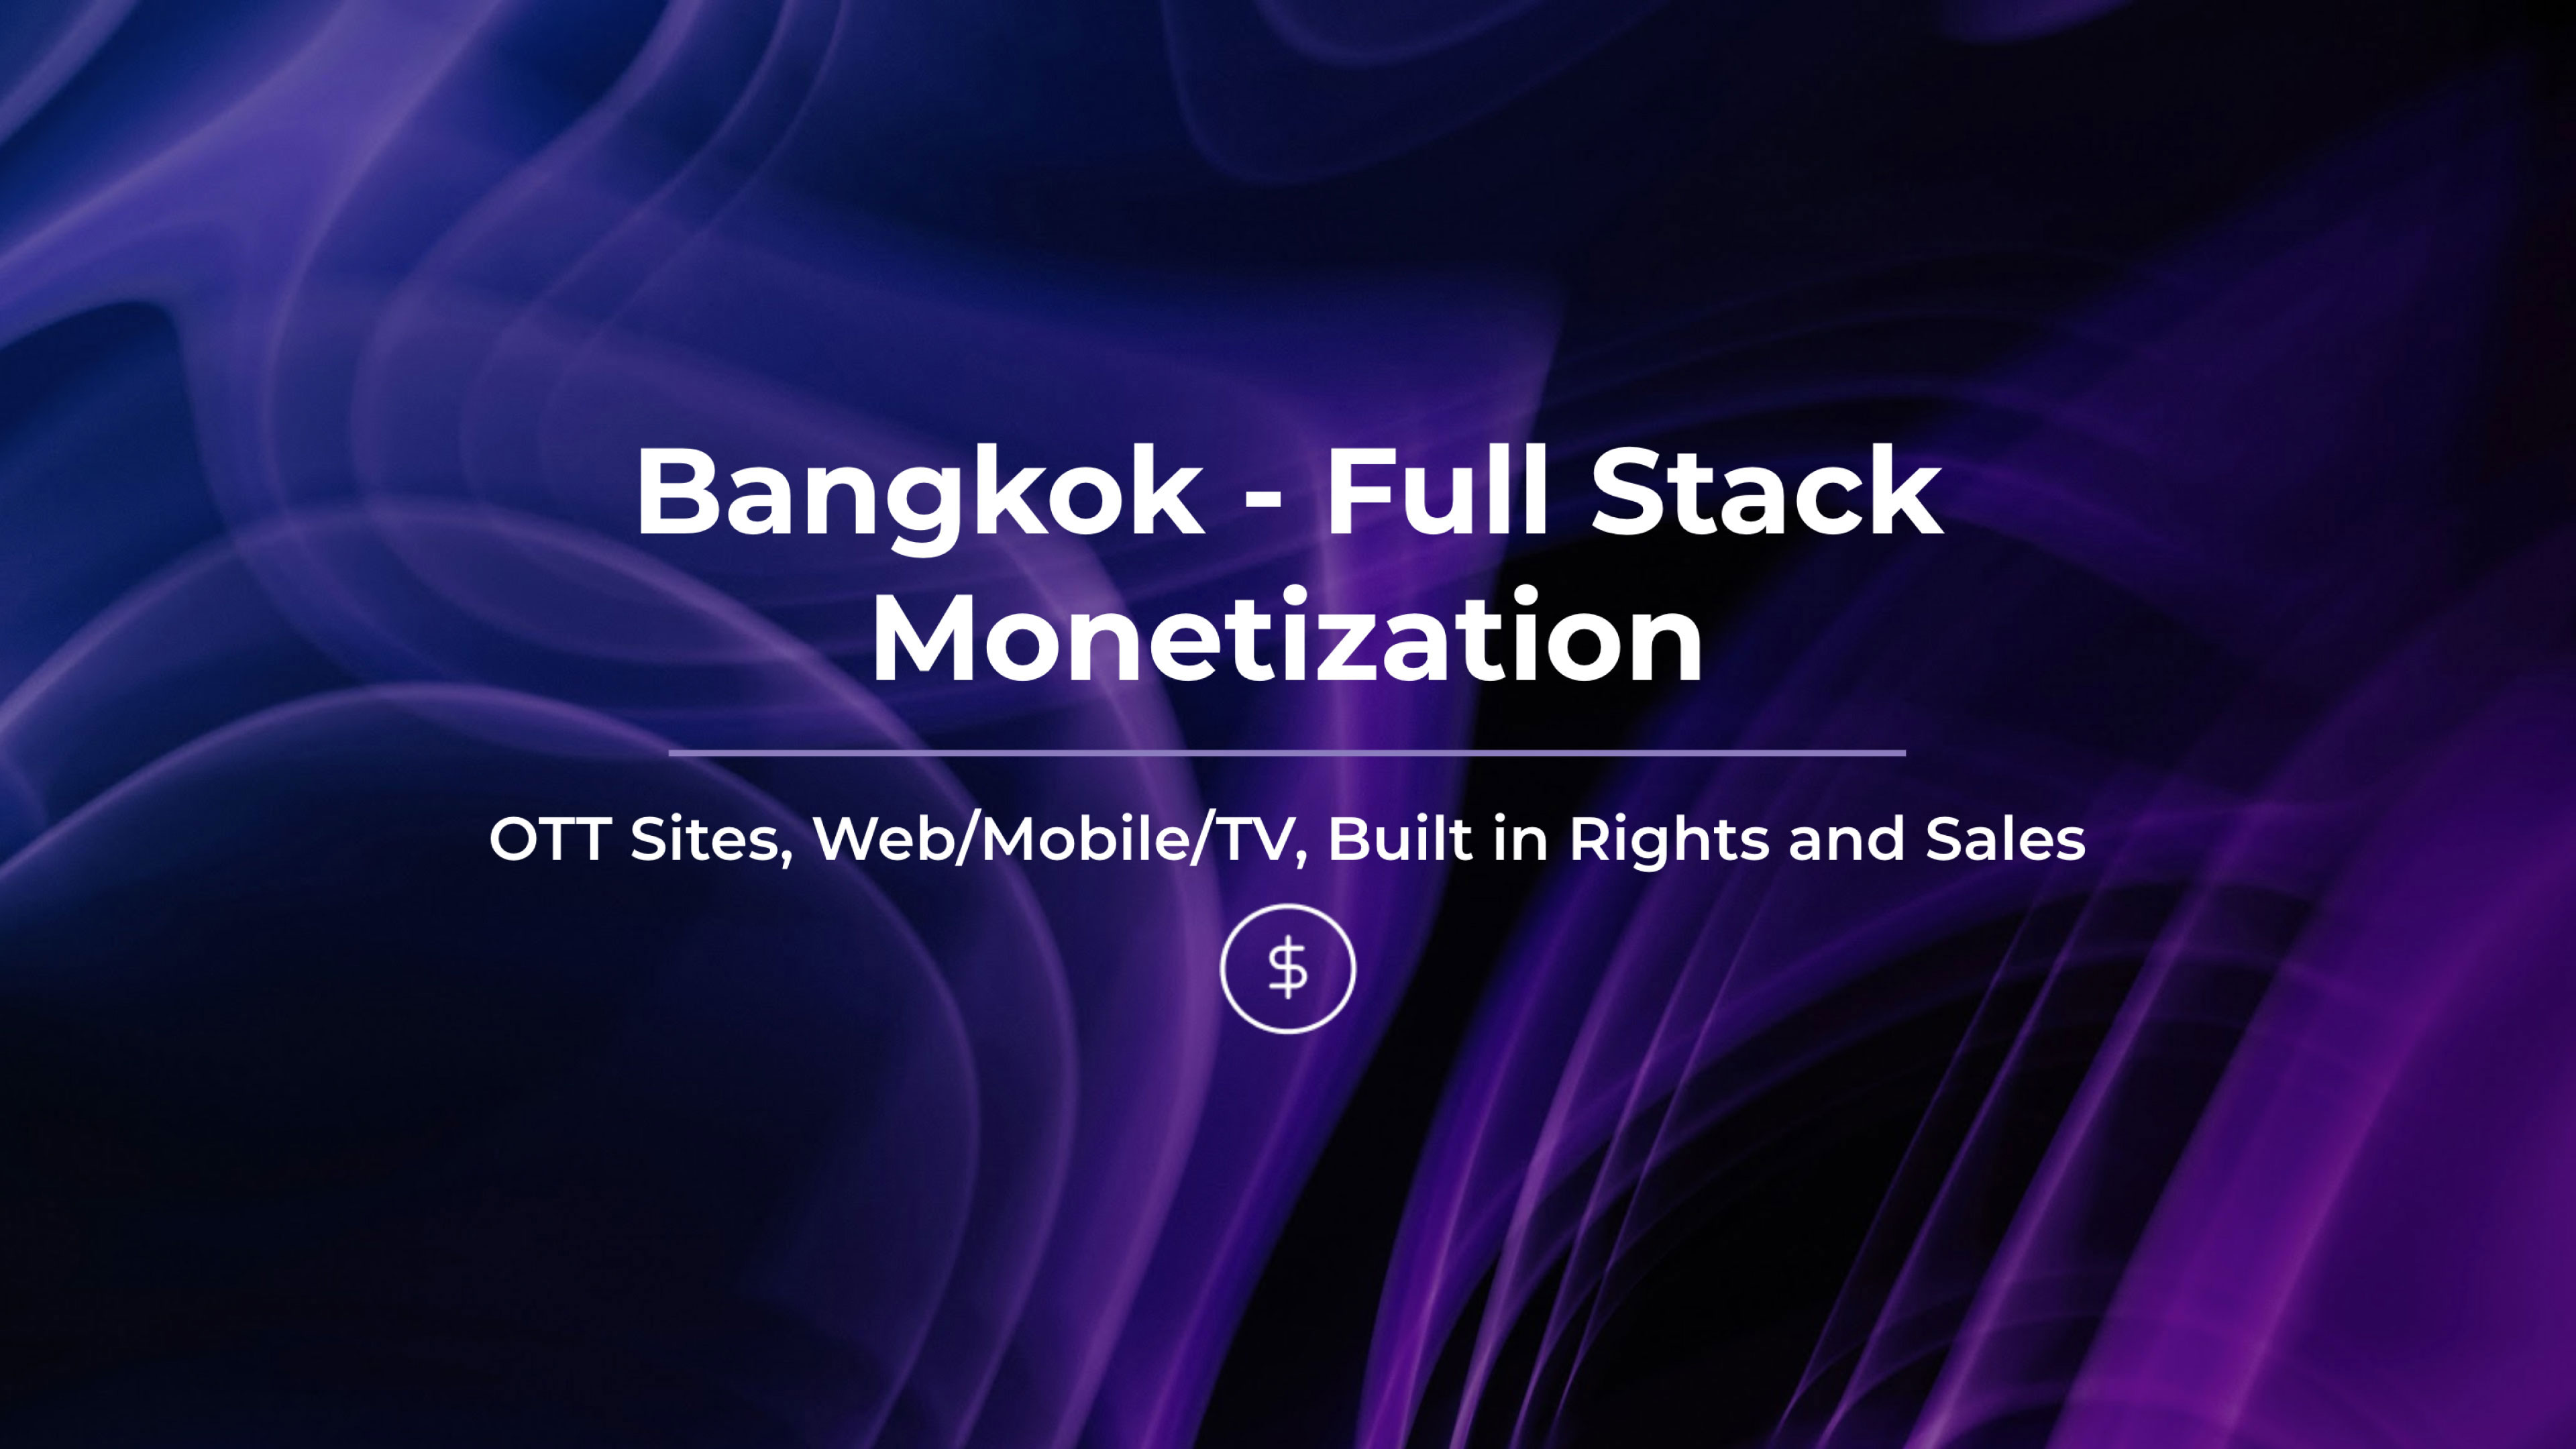 Bangkok - Full Stack
Monetization
OTT Sites, Web/Mobile/TV, Built in Rights and Sales
$